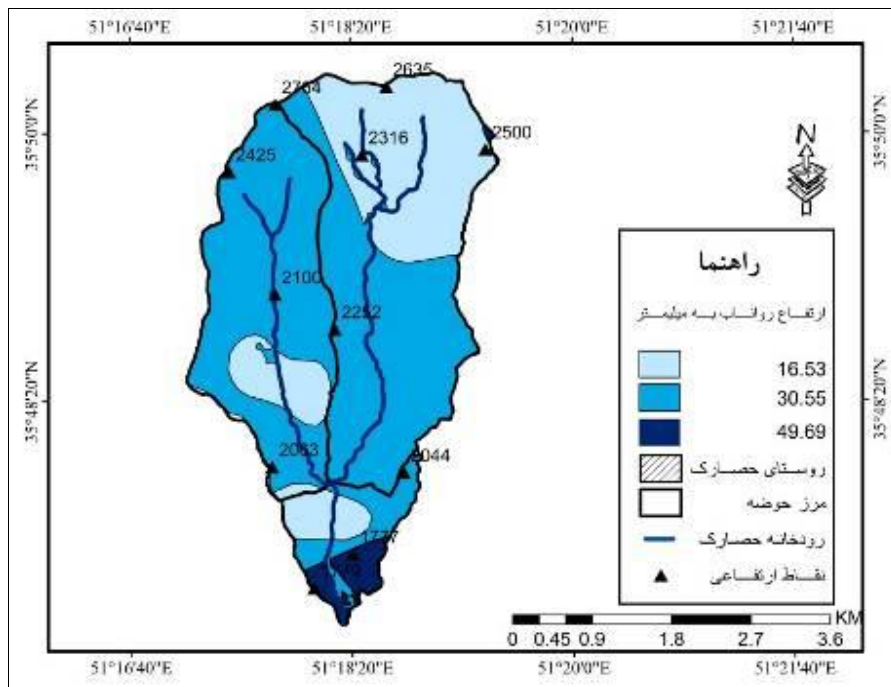 51°16'40"E 51°18'20"E 51°20'0"E 51°21'40"E
35°50'0"N
35°48'20"N
35°50'0"N
35°48'20"N
2635
2500
2316
2425
2100
2044
N
راهنما
ارتفاع رواناب به میلیمتر
16.53
30.55
49.69
روستای حصارک
مرز حوضه
رودخانه حصارک
نقاط ارتفاعی
KM
0 0.45 0.9 1.8 2.7 3.6
51°16'40"E 51°18'20"E 51°20'0"E 51°21'40"E